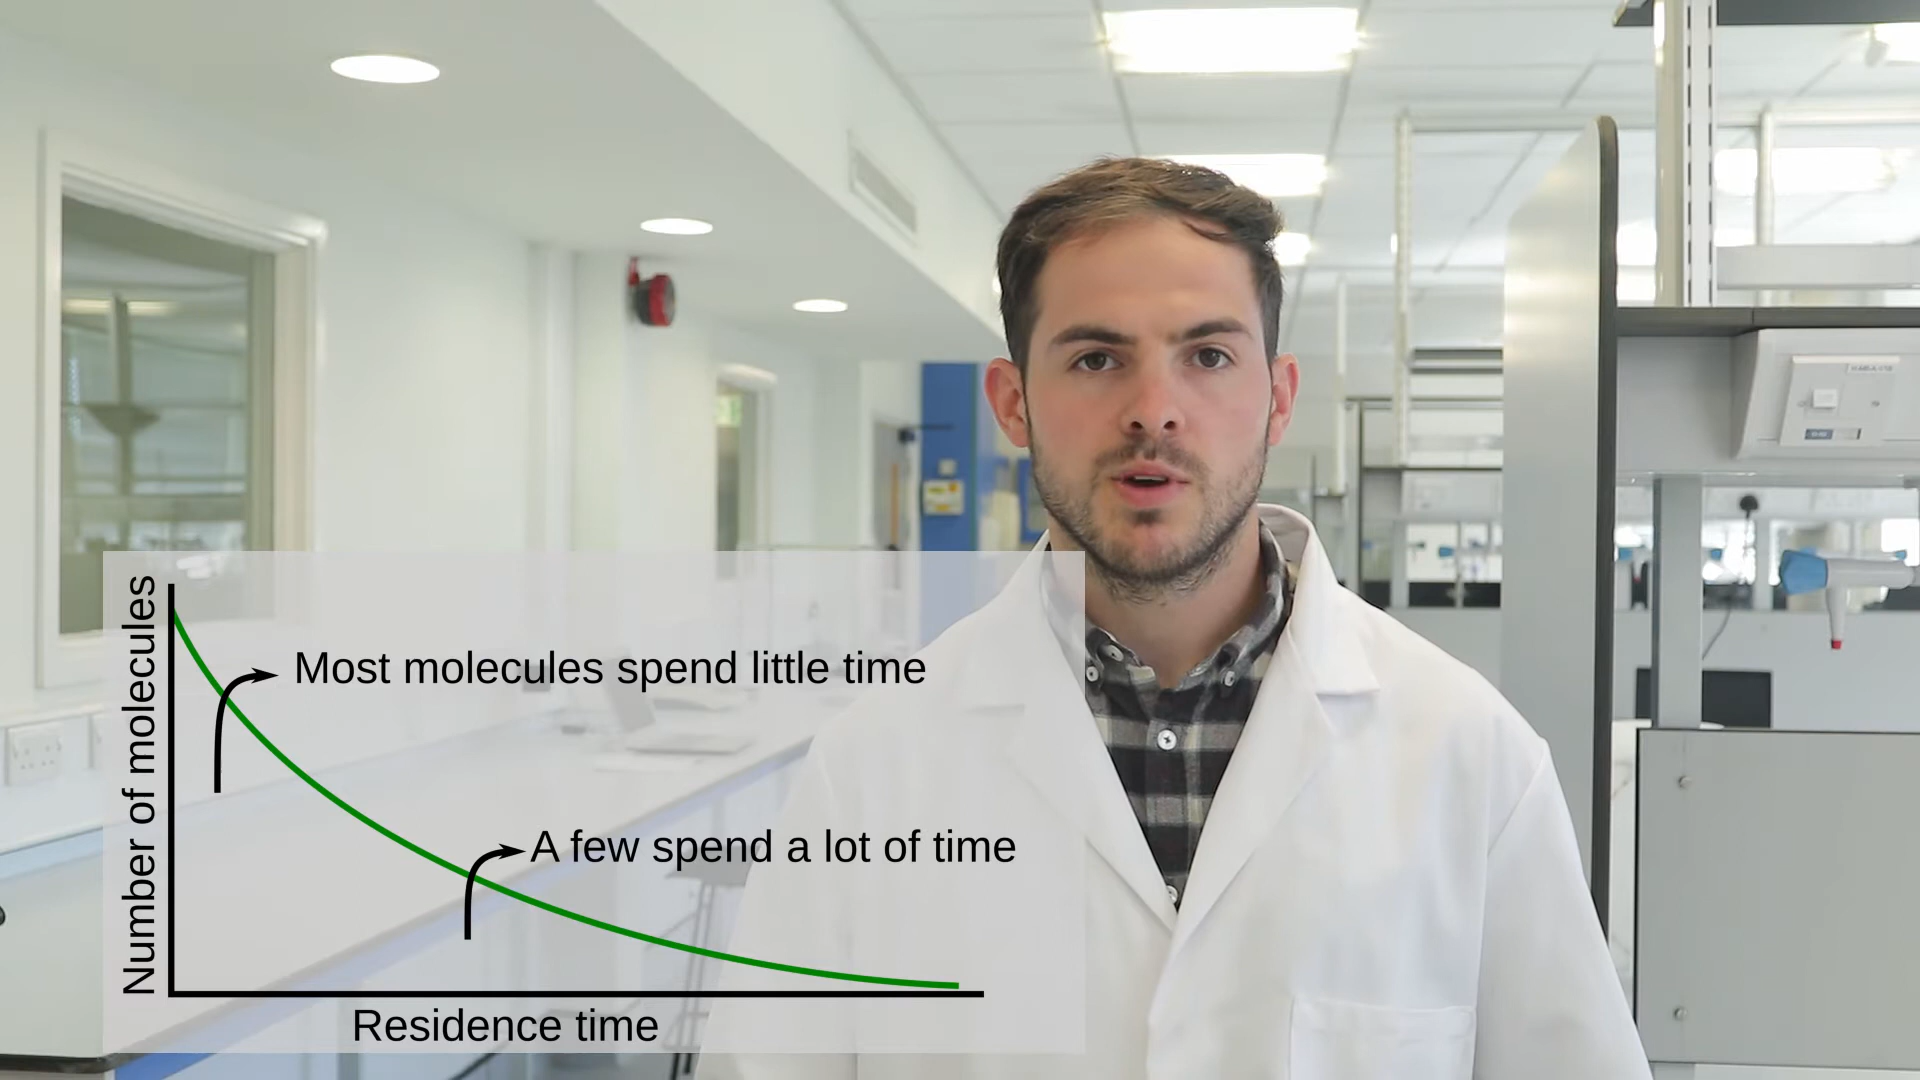 Number of molecules
Most molecules spend little time
A few spend a lot of time
Residence time